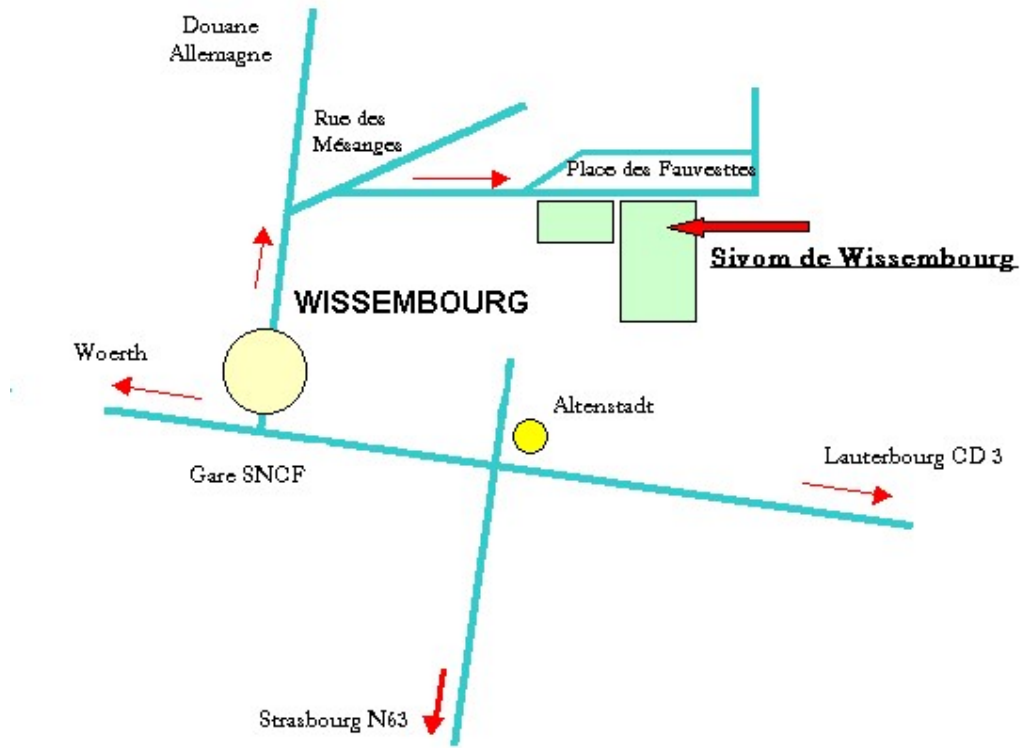 Douane
Allemagne
Rue des
Mésanges
Place des Fauvesttes
Sivom de Wissembourg
WISSEMBOURG
Woerth
Altenstadt
Lauterbourg CD 3
Gare SNCF
Strasbourg N63